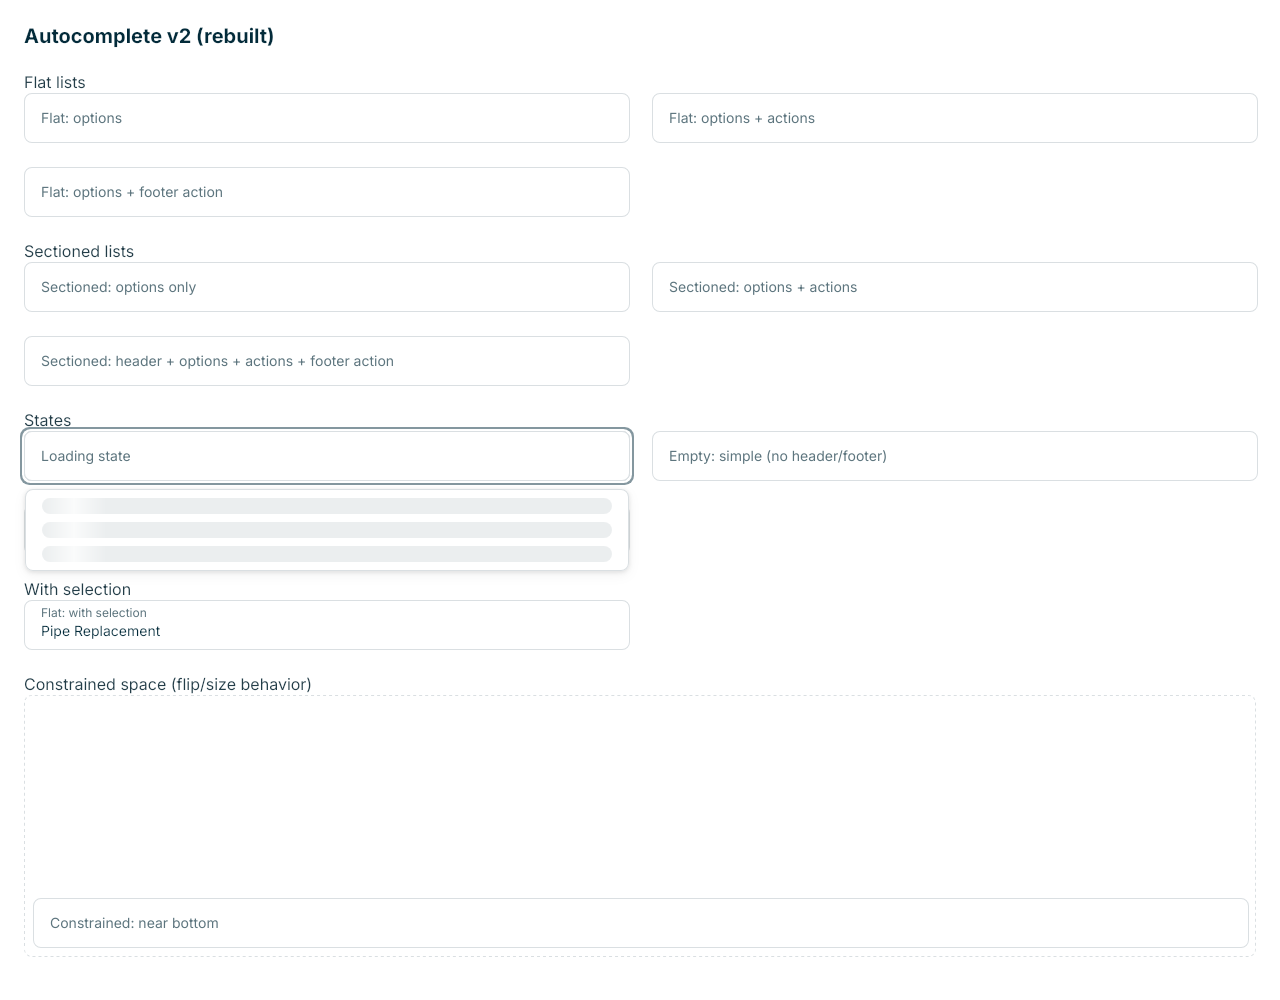 Autocomplete v2 (rebuilt)
Flat lists
Flat: options
Flat: options + actions
Flat: options + footer action
Sectioned lists
Sectioned: options only
Sectioned: options + actions
Sectioned: header + options + actions + footer action
States
Loading state
Empty: simple (no header/footer)
With selection
Flat: with selection
Pipe Replacement
Constrained space (flip/size behavior)
Constrained: near bottom